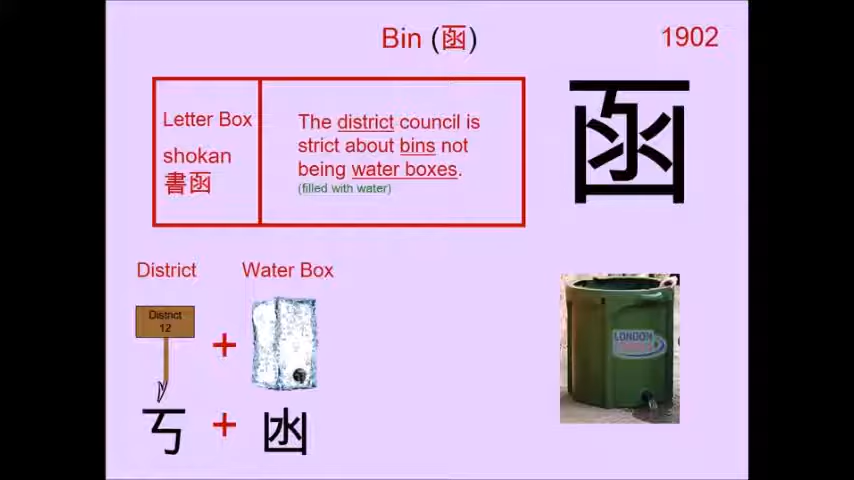 Bin (函)
1902
Letter Box
shokan
書函
The district council is
strict about bins not
being water boxes.
(filled with water)
函
District
Water Box
District
12
+
LONDON
丂 + 凼